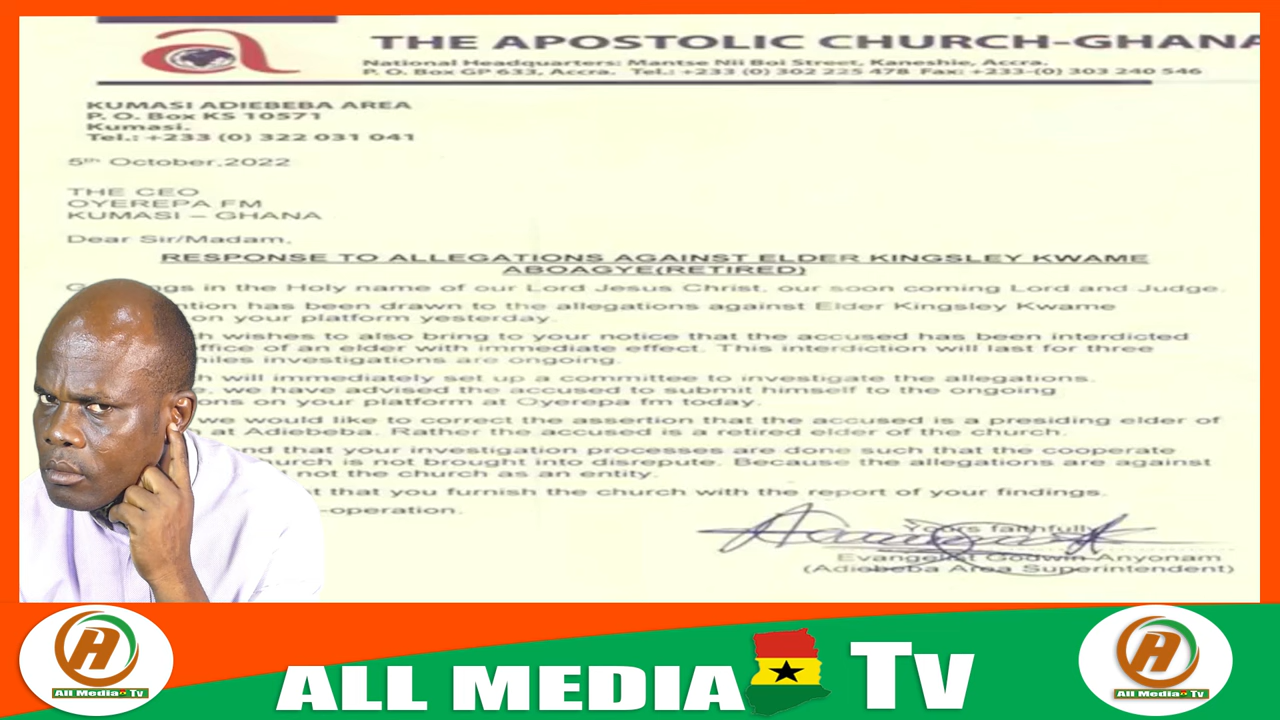 THE APOSTOLIC CHURCH-GHANA
National Headquarters: Mantse Nii Boi Street, Kaneshie, Accra.
P. O. Box GP 633, Accra. Tel.: +233 (0) 302 225 478 Fax: +233-(0) 303 240 546
KUMASI ADIEBEBA AREA
P. O. Box KS 10571
Kumasi.
Tel.: +233 (0) 322 031 041
5th October,2022
THE CEO
OYEREPA FM
KUMASI – GHANA
Dear Sir/Madam,
RESPONSE TO ALLEGATIONS AGAINST ELDER KINGSLEY KWAME
ABOAGYE(RETIRED)
in the Holy name of our Lord Jesus Christ, our soon coming Lord and Judge.
has been drawn to the allegations against Elder Kingsley Kwame
on your platform yesterday.
wishes to also bring to your notice that the accused has been interdicted
of an elder with immediate effect. This interdiction will last for three
investigations are ongoing.
will immediately set up a committee to investigate the allegations.
we have advised the accused to submit himself to the ongoing
on your platform at Oyerepa fm today.
we would like to correct the assertion that the accused is a presiding elder of
at Adiebeba. Rather the accused is a retired elder of the church.
that your investigation processes are done such that the cooperate
is not brought into disrepute. Because the allegations are against
not the church as an entity.
that you furnish the church with the report of your findings.
-operation.
Yours faithfully
Evangelist Godwin Anyonam
(Adiebeba Area Superintendent)
H
All Media Tv
ALL MEDIA TV
H
All Media Tv